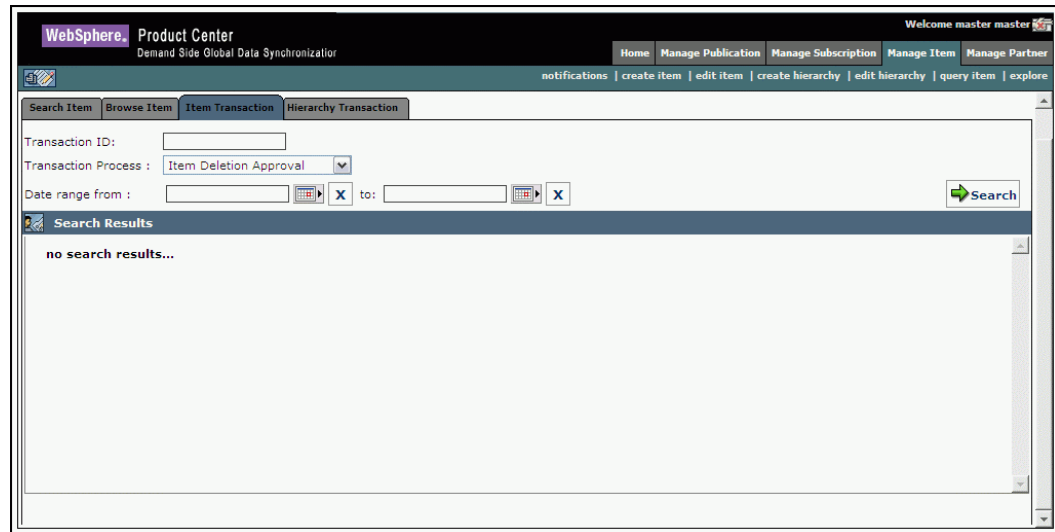 Welcome master master
WebSphere. Product Center
Demand Side Global Data Synchronizatior
Home Manage Publication Manage Subscription Manage Item Manage Partner
notifications | create item | edit item | create hierarchy | edit hierarchy | query item | explore
Search Item Browse Item Item Transaction Hierarchy Transaction
Transaction ID:
Transaction Process : Item Deletion Approval
Date range from : X to: X
Search
Search Results
no search results...